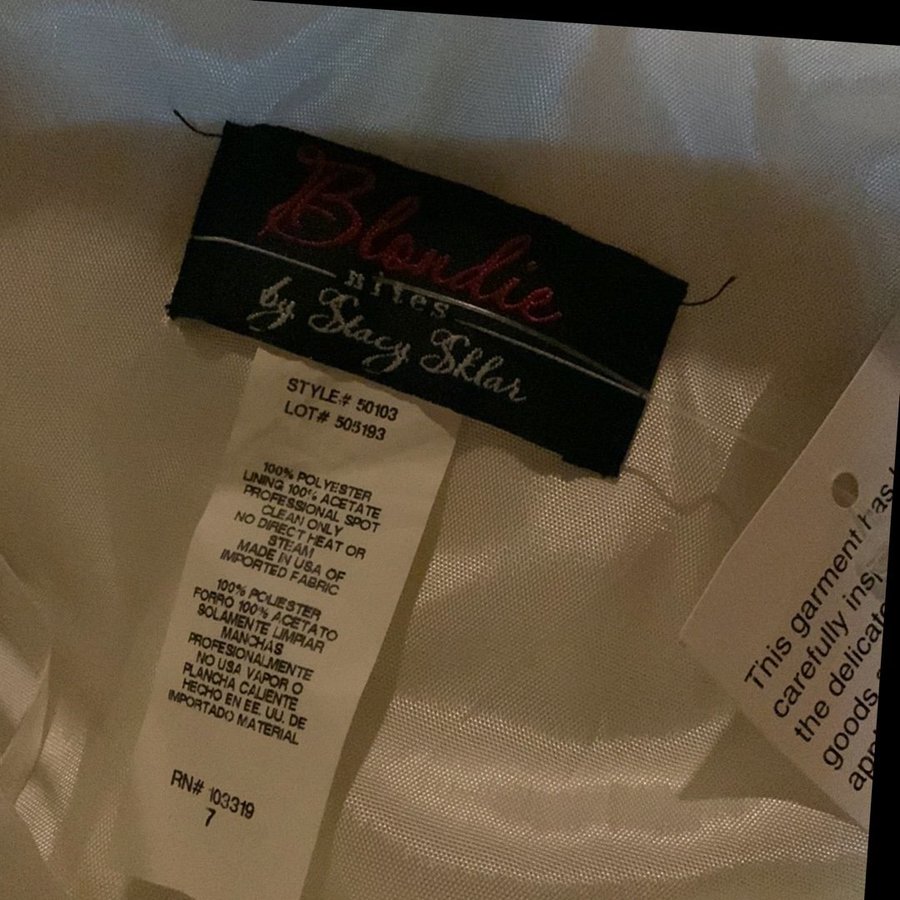 Blondie
nites
by Stacy Sklar
STYLE# 50103
LOT# 505193
100% POLYESTER
LINING 100% ACETATE
PROFESSIONAL SPOT
CLEAN ONLY
NO DIRECT HEAT OR
STEAM
MADE IN USA OF
IMPORTED FABRIC
100% POLIESTER
FORRO 100% ACETATO
SOLAMENTE LIMPIAR
MANCHAS
PROFESIONALMENTE
NO USA VAPOR O
PLANCHA CALIENTE
HECHO EN EE. UU. DE
IMPORTADO MATERIAL
RN# 103319
7
This garment has
carefully
the
goods